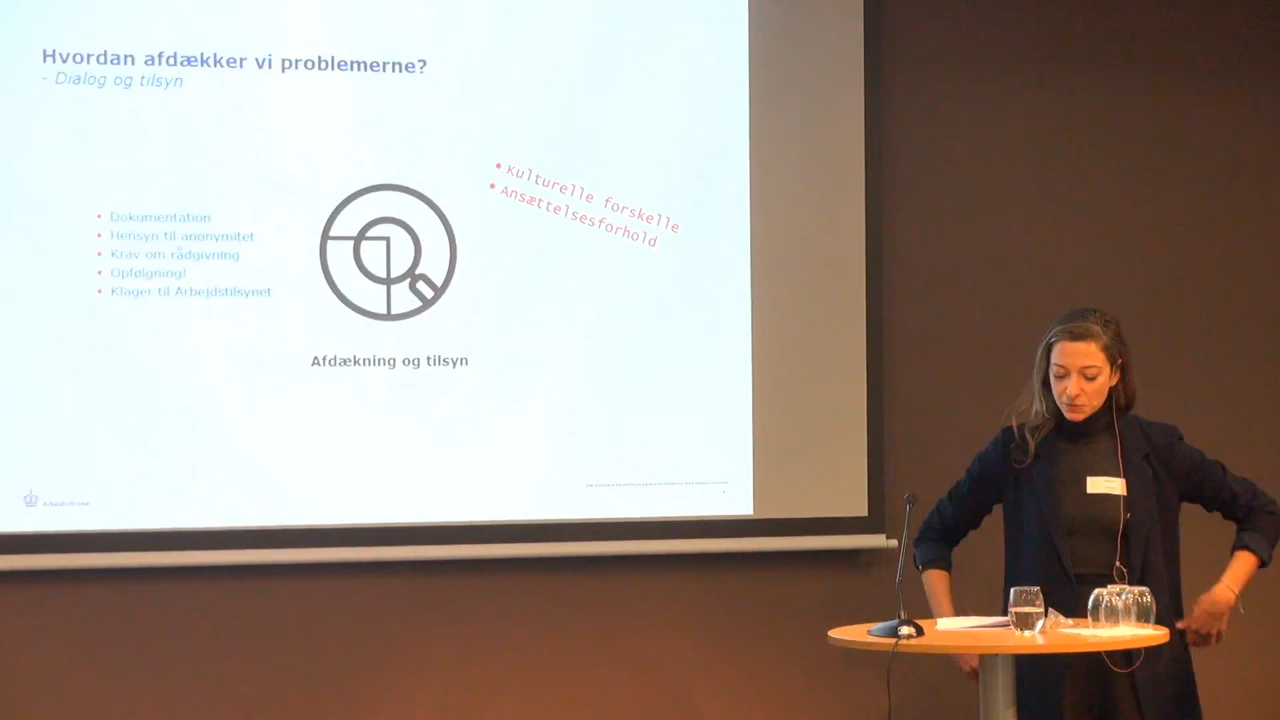 Hvordan afdækker vi problemerne?
- Dialog og tilsyn
• Kulturelle forskelle
• Ansættelsesforhold
• Dokumentation
• Hensyn til anonymitet
• Krav om rådgivning
• Opfølgning!
• Klager til Arbejdstilsynet
Afdækning og tilsyn
Arbejdstilsynet